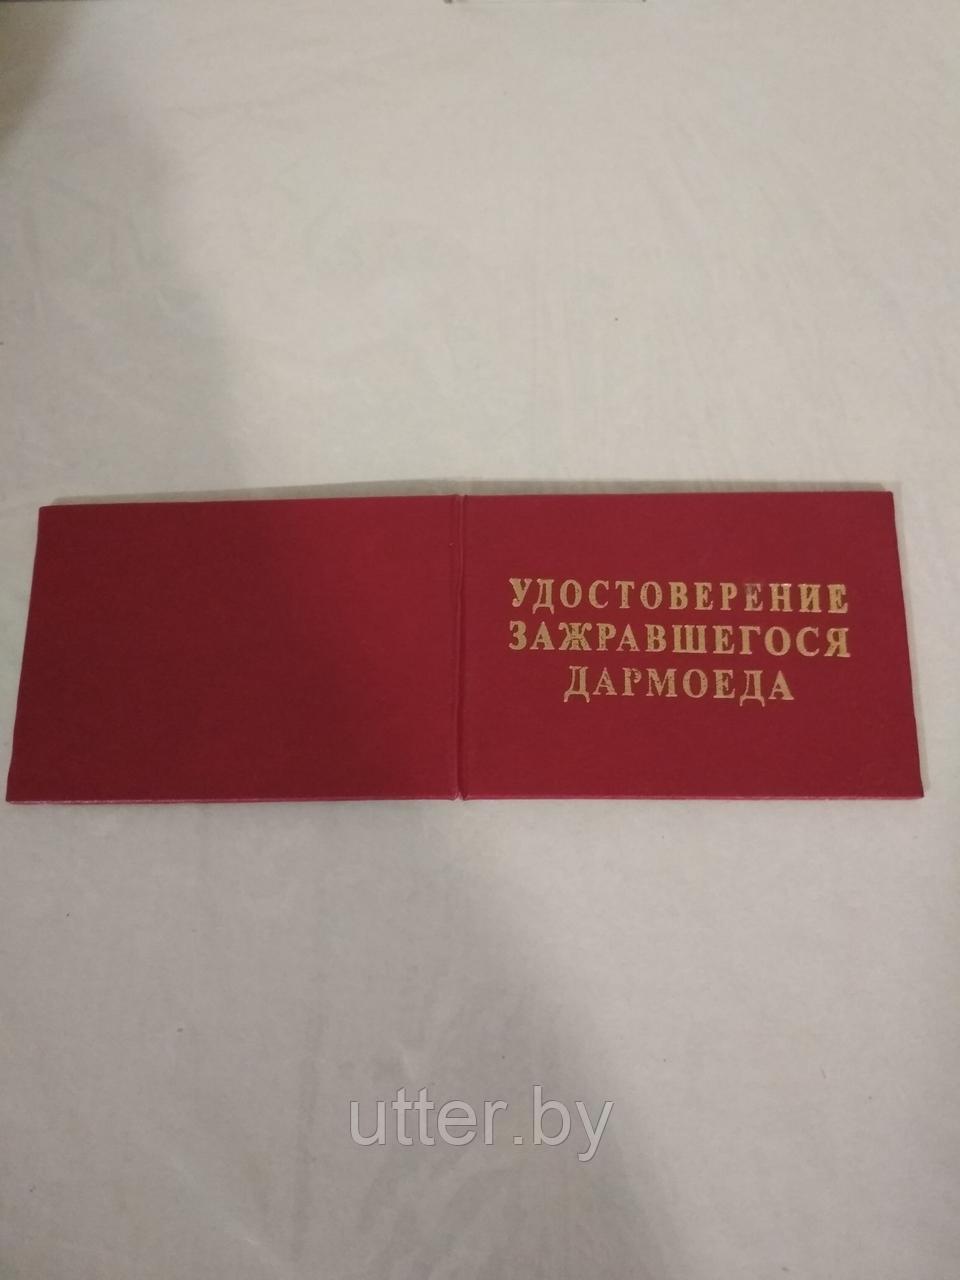 УДОСТОВЕРЕНИЕ
ЗАЖРАВШЕГОСЯ
ДАРМОЕДА
utter.by